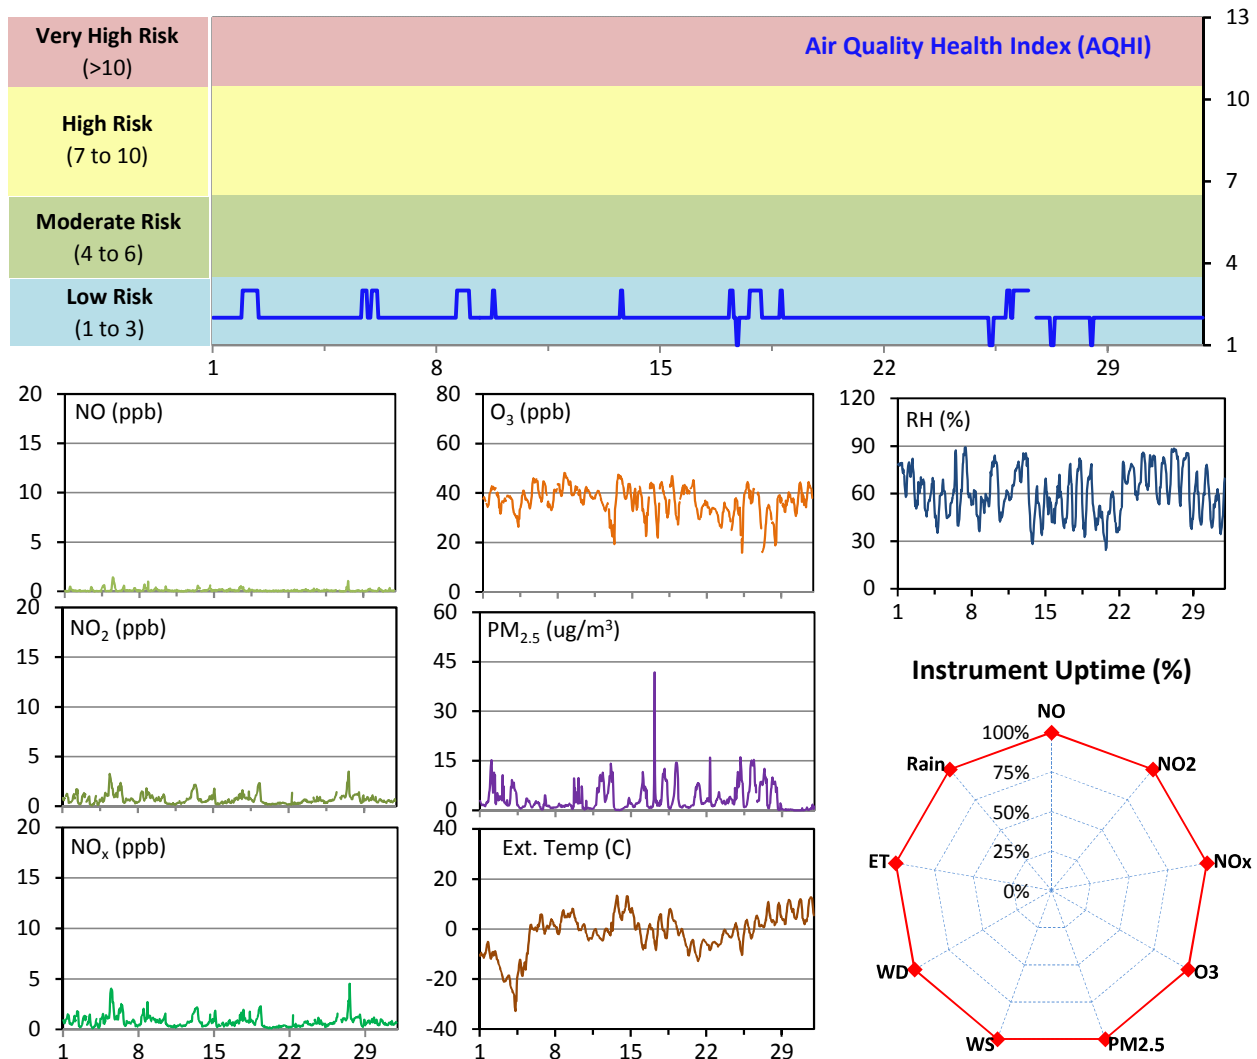 Very High Risk
(>10)
High Risk
(7 to 10)
Moderate Risk
(4 to 6)
Low Risk
(1 to 3)
Air Quality Health Index (AQHI)
13
10
7
4
1
1 8 15 22 29
NO (ppb)
20
15
10
5
0
O3 (ppb)
80
60
40
20
0
RH (%)
120
90
60
30
0
1 8 15 22 29
NO2 (ppb)
20
15
10
5
0
PM2.5 (ug/m³)
60
45
30
15
0
NOx (ppb)
20
15
10
5
0
1 8 15 22 29
Ext. Temp (C)
40
20
0
-20
-40
1 8 15 22 29
Instrument Uptime (%)
NO
NO2
NOx
O3
PM2.5
WS
WD
ET
Rain
100%
75%
50%
25%
0%